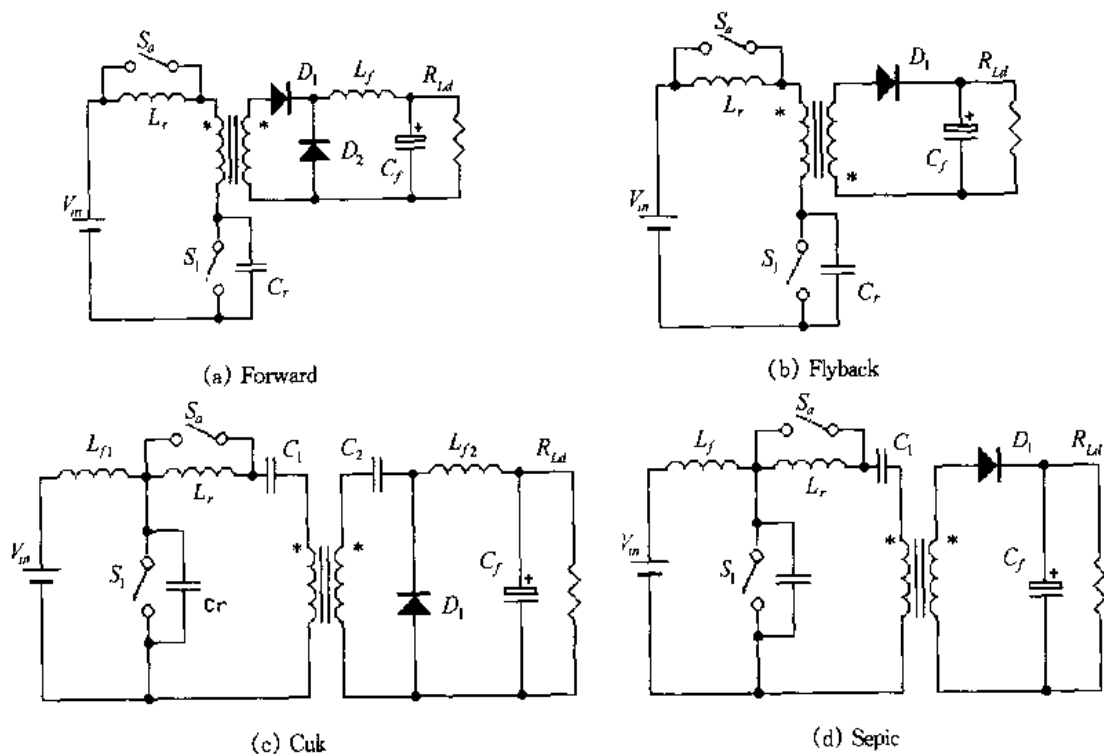 S_a
D_1
L_f
R_Ld
L_r
*
*
D_2
C_f
+
V_in
S_1
C_r
(a) Forward
S_a
D_1
R_Ld
L_r
*
*
C_f
+
V_in
S_1
C_r
(b) Flyback
L_f1
S_a
C_1
C_2
L_f2
R_Ld
L_r
V_in
*
*
S_1
Cr
D_1
C_f
+
(c) Cuk
L_f
S_a
C_1
D_1
R_Ld
L_r
V_in
*
*
S_1
C_f
+
(d) Sepic